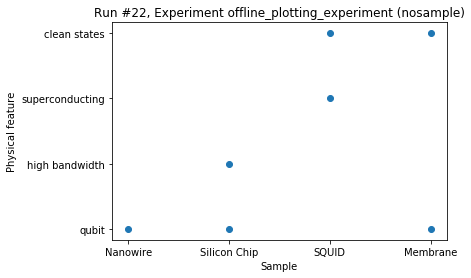 Run #22, Experiment offline_plotting_experiment (nosample)
clean states
superconducting
high bandwidth
qubit
Physical feature
Nanowire Silicon Chip SQUID Membrane
Sample